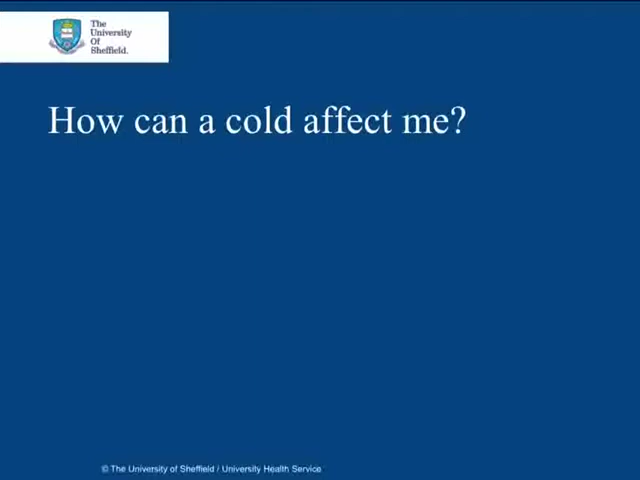 The
University
Of
Sheffield.
How can a cold affect me?
© The University of Sheffield / University Health Service